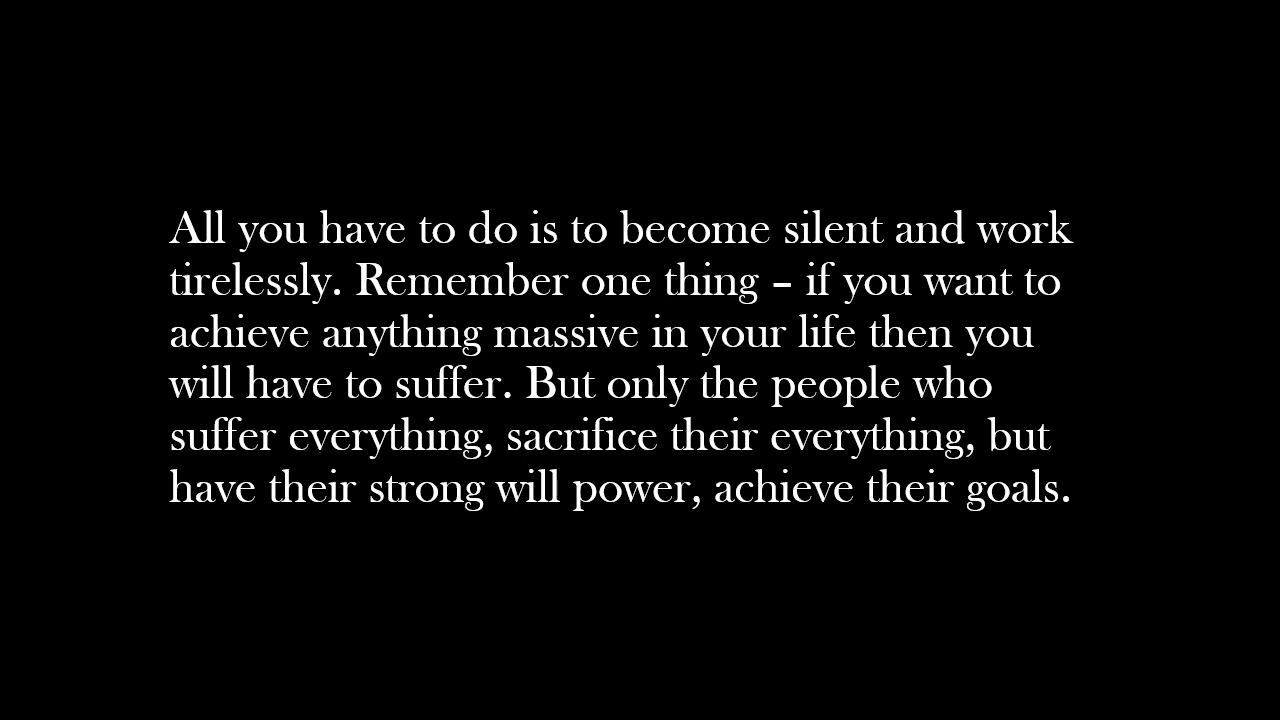 All you have to do is to become silent and work
tirelessly. Remember one thing – if you want to
achieve anything massive in your life then you
will have to suffer. But only the people who
suffer everything, sacrifice their everything, but
have their strong will power, achieve their goals.